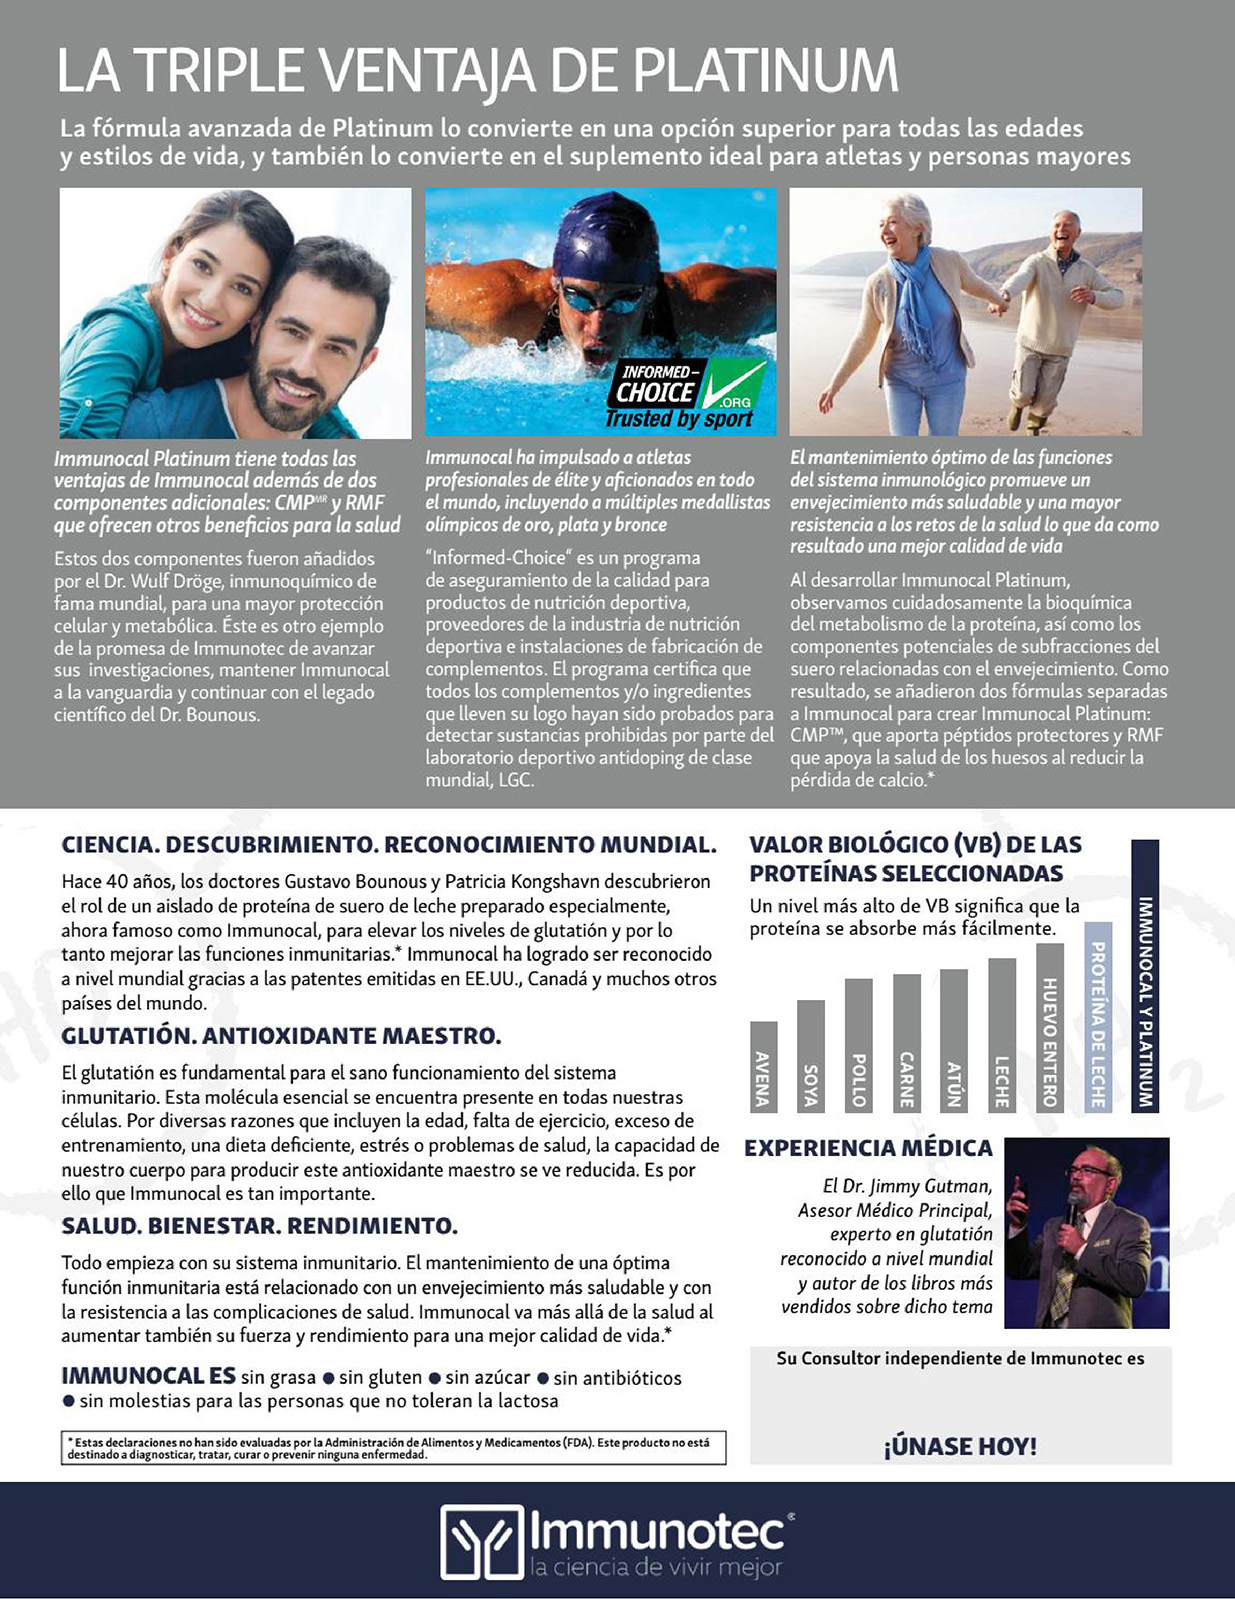 LA TRIPLE VENTAJA DE PLATINUM
La fórmula avanzada de Platinum lo convierte en una opción superior para todas las edades
y estilos de vida, y también lo convierte en el suplemento ideal para atletas y personas mayores
INFORMED–
CHOICE
.ORG
Trusted by sport
Immunocal Platinum tiene todas las
ventajas de Immunocal además de dos
componentes adicionales: CMPMR y RMF
que ofrecen otros beneficios para la salud
Estos dos componentes fueron añadidos
por el Dr. Wulf Dröge, inmunoquímico de
fama mundial, para una mayor protección
celular y metabólica. Éste es otro ejemplo
de la promesa de Immunotec de avanzar
sus investigaciones, mantener Immunocal
a la vanguardia y continuar con el legado
científico del Dr. Bounous.
Immunocal ha impulsado a atletas
profesionales de élite y aficionados en todo
el mundo, incluyendo a múltiples medallistas
olímpicos de oro, plata y bronce
“Informed-Choice“ es un programa
de aseguramiento de la calidad para
productos de nutrición deportiva,
proveedores de la industria de nutrición
deportiva e instalaciones de fabricación de
complementos. El programa certifica que
todos los complementos y/o ingredientes
que lleven su logo hayan sido probados para
detectar sustancias prohibidas por parte del
laboratorio deportivo antidoping de clase
mundial, LGC.
El mantenimiento óptimo de las funciones
del sistema inmunológico promueve un
envejecimiento más saludable y una mayor
resistencia a los retos de la salud lo que da como
resultado una mejor calidad de vida
Al desarrollar Immunocal Platinum,
observamos cuidadosamente la bioquímica
del metabolismo de la proteína, así como los
componentes potenciales de subfracciones del
suero relacionadas con el envejecimiento. Como
resultado, se añadieron dos fórmulas separadas
a Immunocal para crear Immunocal Platinum:
CMP™, que aporta péptidos protectores y RMF
que apoya la salud de los huesos al reducir la
pérdida de calcio.*
CIENCIA. DESCUBRIMIENTO. RECONOCIMIENTO MUNDIAL.
Hace 40 años, los doctores Gustavo Bounous y Patricia Kongshavn descubrieron
el rol de un aislado de proteína de suero de leche preparado especialmente,
ahora famoso como Immunocal, para elevar los niveles de glutatión y por lo
tanto mejorar las funciones inmunitarias.* Immunocal ha logrado ser reconocido
a nivel mundial gracias a las patentes emitidas en EE.UU., Canadá y muchos otros
países del mundo.
GLUTATIÓN. ANTIOXIDANTE MAESTRO.
El glutatión es fundamental para el sano funcionamiento del sistema
inmunitario. Esta molécula esencial se encuentra presente en todas nuestras
células. Por diversas razones que incluyen la edad, falta de ejercicio, exceso de
entrenamiento, una dieta deficiente, estrés o problemas de salud, la capacidad de
nuestro cuerpo para producir este antioxidante maestro se ve reducida. Es por
ello que Immunocal es tan importante.
SALUD. BIENESTAR. RENDIMIENTO.
Todo empieza con su sistema inmunitario. El mantenimiento de una óptima
función inmunitaria está relacionado con un envejecimiento más saludable y con
la resistencia a las complicaciones de salud. Immunocal va más allá de la salud al
aumentar también su fuerza y rendimiento para una mejor calidad de vida.*
IMMUNOCAL ES sin grasa ● sin gluten ● sin azúcar ● sin antibióticos
● sin molestias para las personas que no toleran la lactosa
* Estas declaraciones no han sido evaluadas por la Administración de Alimentos y Medicamentos (FDA). Este producto no está
destinado a diagnosticar, tratar, curar o prevenir ninguna enfermedad.
VALOR BIOLÓGICO (VB) DE LAS
PROTEÍNAS SELECCIONADAS
Un nivel más alto de VB significa que la
proteína se absorbe más fácilmente.
AVENA
SOYA
POLLO
CARNE
ATÚN
LECHE
HUEVO ENTERO
PROTEÍNA DE LECHE
IMMUNOCAL Y PLATINUM
EXPERIENCIA MÉDICA
El Dr. Jimmy Gutman,
Asesor Médico Principal,
experto en glutatión
reconocido a nivel mundial
y autor de los libros más
vendidos sobre dicho tema
Su Consultor independiente de Immunotec es
¡ÚNASE HOY!
Immunotec
la ciencia de vivir mejor